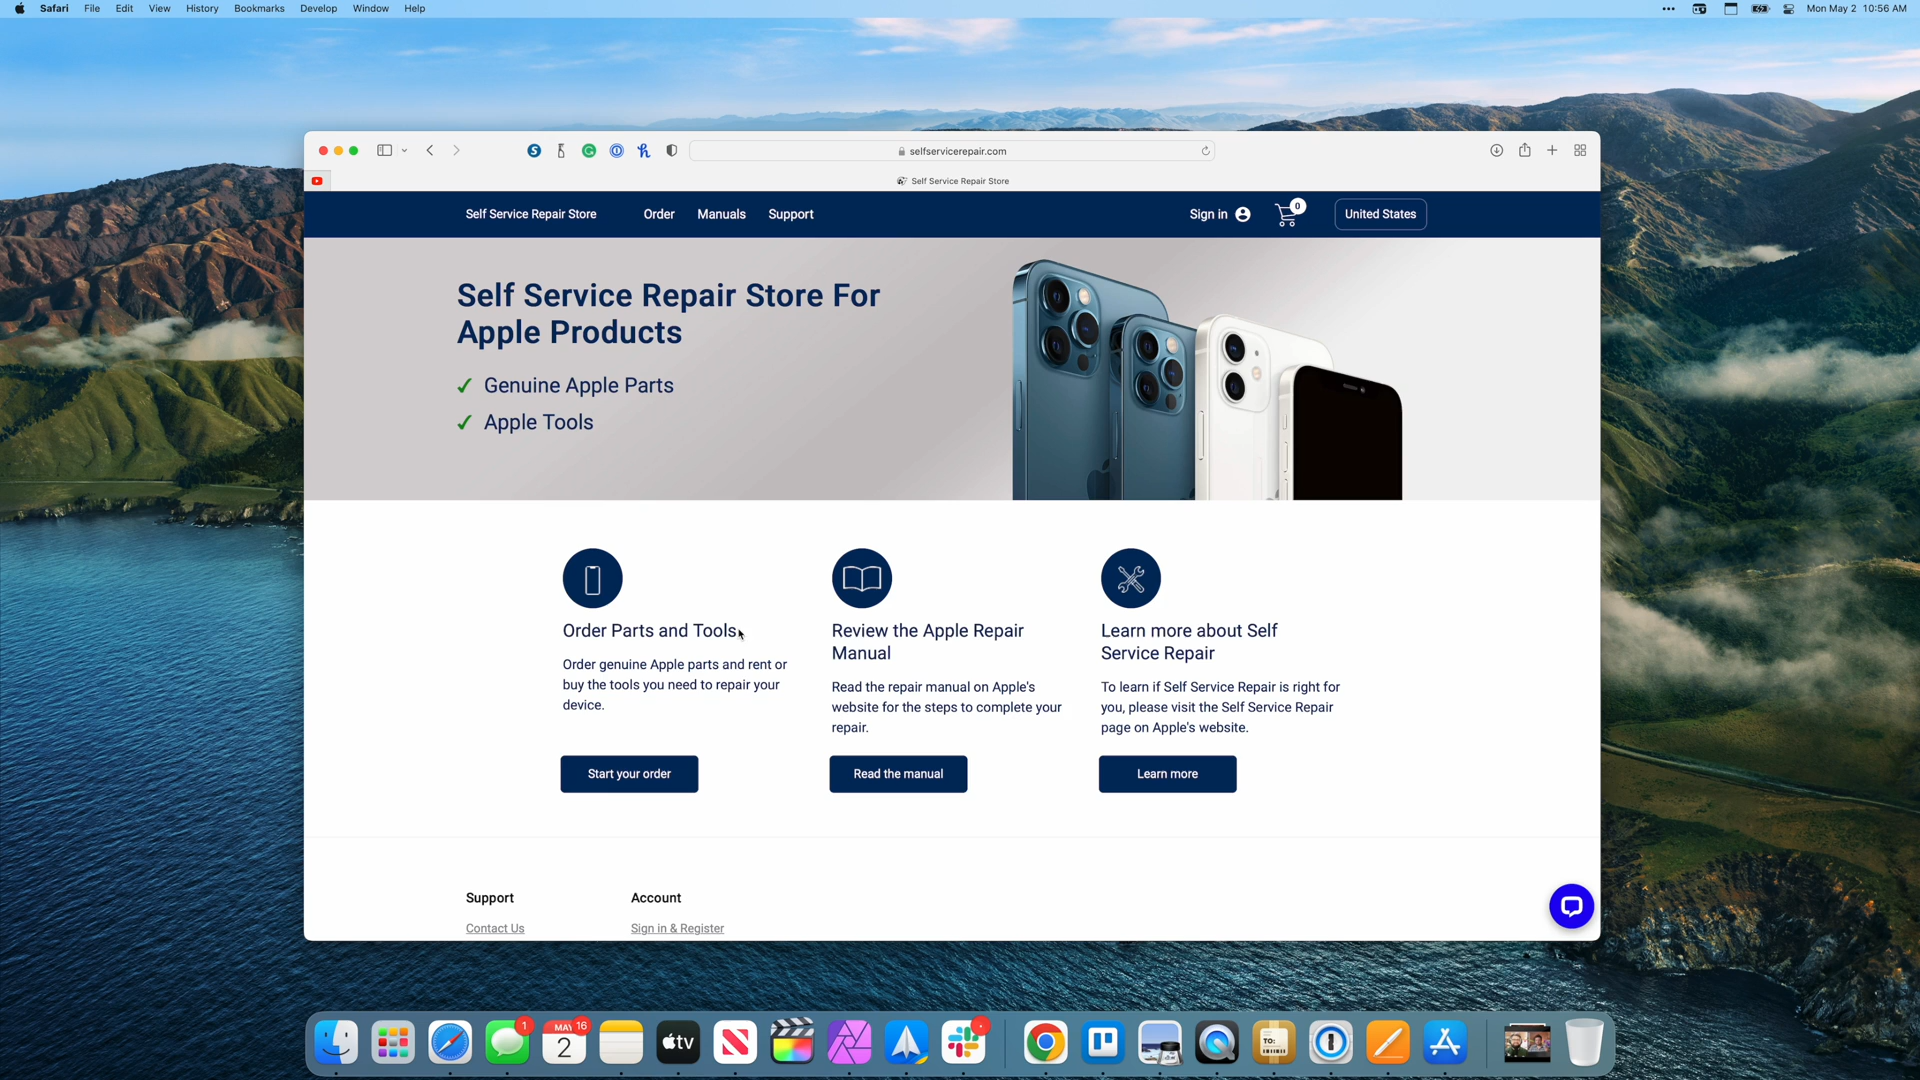 Safari File Edit View History Bookmarks Develop Window Help
Mon May 2 10:56 AM
selfservicerepair.com
Self Service Repair Store
Self Service Repair Store Order Manuals Support Sign in 0 United States
Self Service Repair Store For
Apple Products
✓ Genuine Apple Parts
✓ Apple Tools
Order Parts and Tools
Order genuine Apple parts and rent or
buy the tools you need to repair your
device.
Start your order
Review the Apple Repair
Manual
Read the repair manual on Apple's
website for the steps to complete your
repair.
Read the manual
Learn more about Self
Service Repair
To learn if Self Service Repair is right for
you, please visit the Self Service Repair
page on Apple's website.
Learn more
Support
Contact Us
Account
Sign in & Register
1
MAY 16
2
tv
TO: